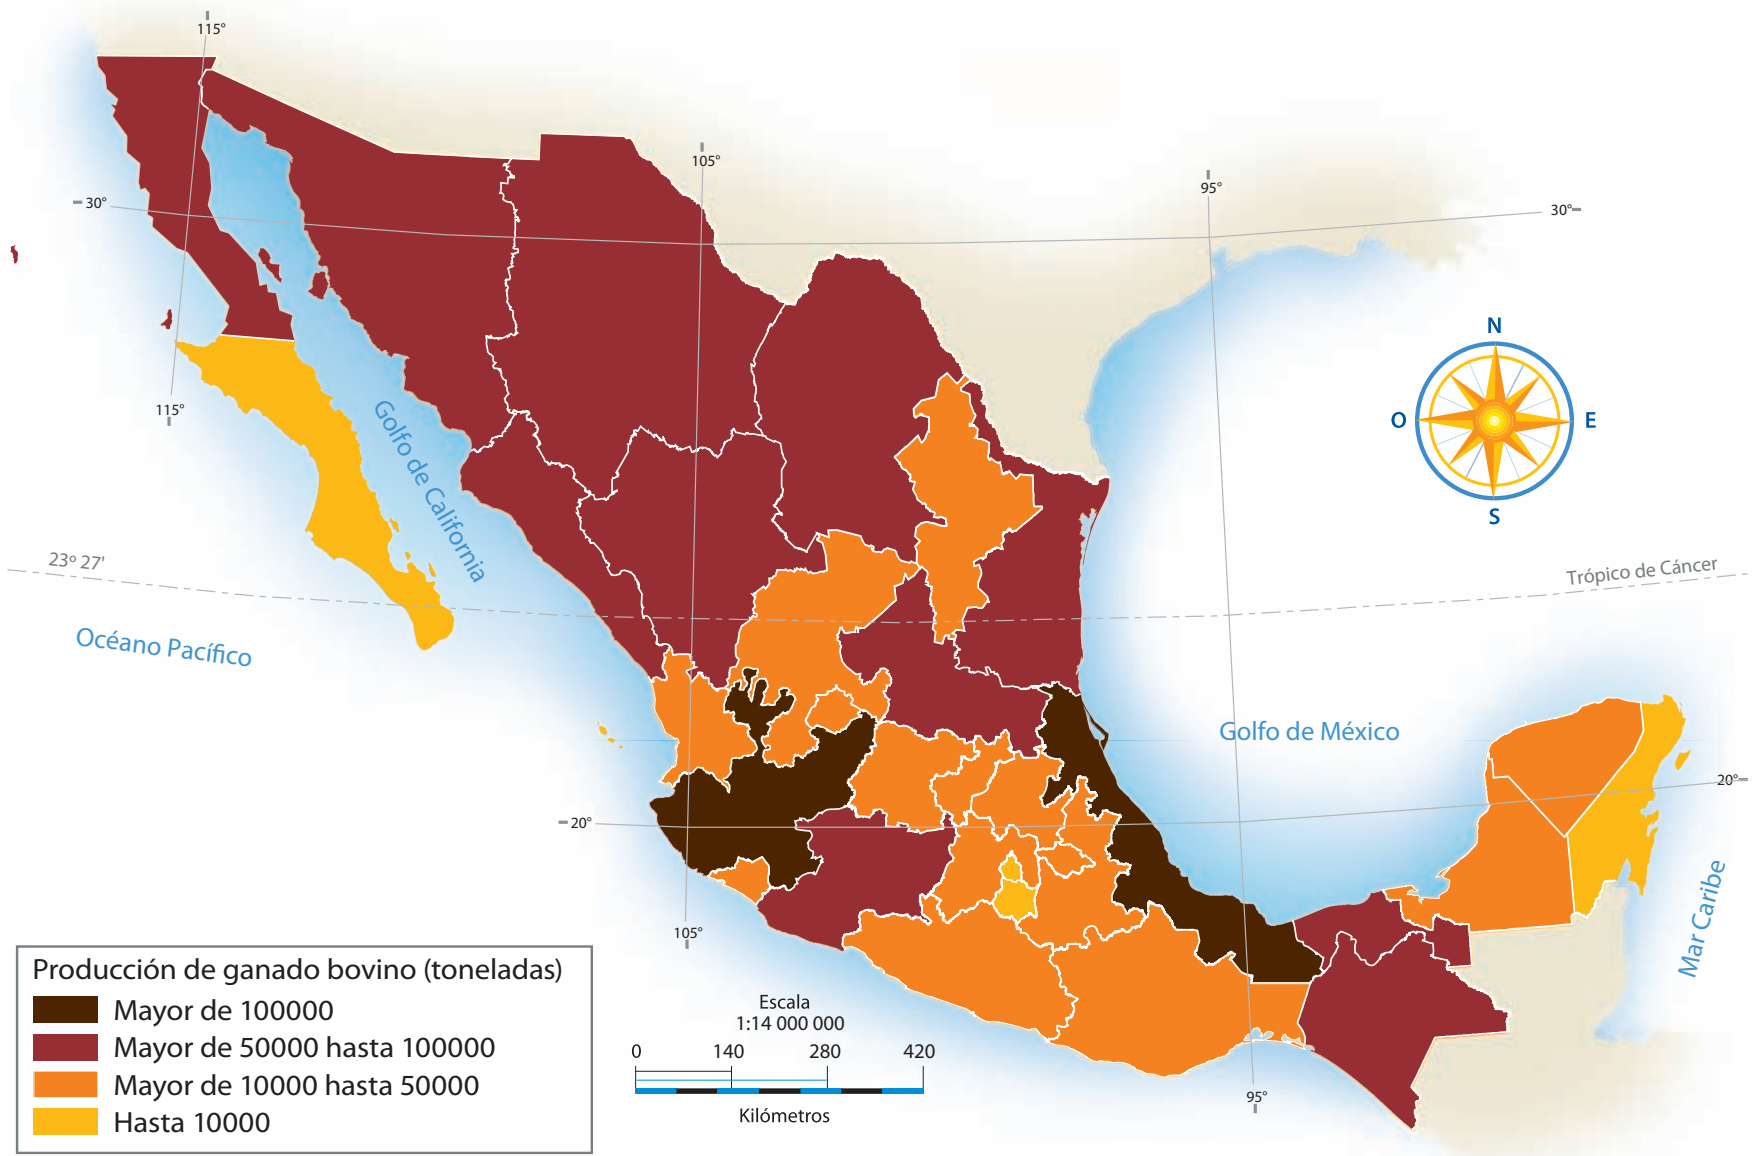 115°
105°
95°
30°
30°
N
O
E
S
115°
Golfo de California
23º 27'
Trópico de Cáncer
Océano Pacífico
Golfo de México
20°
20°
Mar Caribe
105°
95°
Producción de ganado bovino (toneladas)
Mayor de 100000
Mayor de 50000 hasta 100000
Mayor de 10000 hasta 50000
Hasta 10000
Escala
1:14 000 000
0 140 280 420
Kilómetros